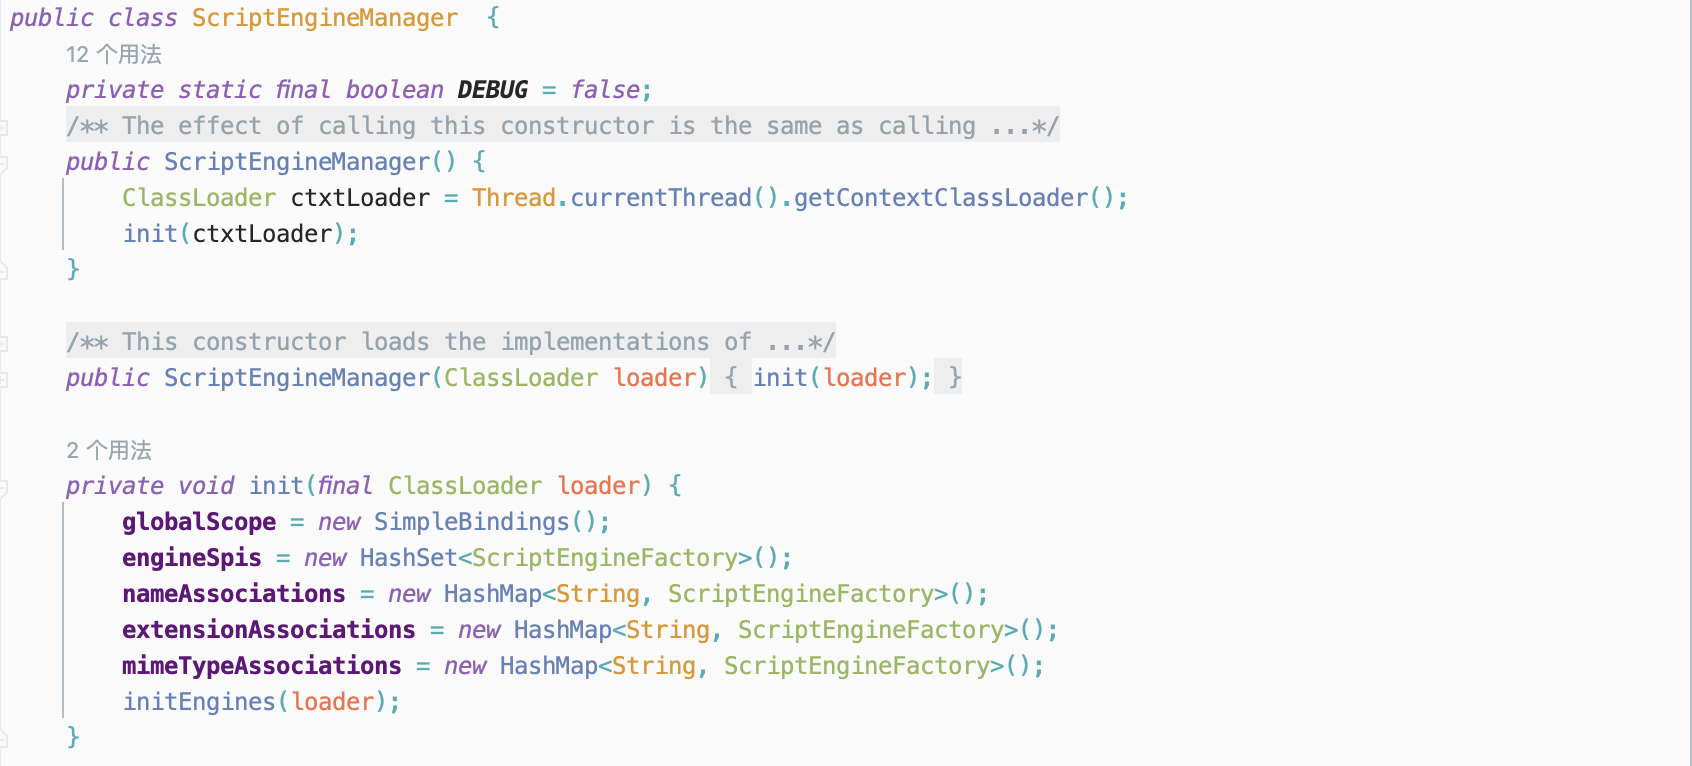 public class ScriptEngineManager  {
12 个用法
private static final boolean DEBUG = false;
/** The effect of calling this constructor is the same as calling ...*/
public ScriptEngineManager() {
ClassLoader ctxtLoader = Thread.currentThread().getContextClassLoader();
init(ctxtLoader);
}
/** This constructor loads the implementations of ...*/
public ScriptEngineManager(ClassLoader loader) { init(loader); }
2 个用法
private void init(final ClassLoader loader) {
globalScope = new SimpleBindings();
engineSpis = new HashSet<ScriptEngineFactory>();
nameAssociations = new HashMap<String, ScriptEngineFactory>();
extensionAssociations = new HashMap<String, ScriptEngineFactory>();
mimeTypeAssociations = new HashMap<String, ScriptEngineFactory>();
initEngines(loader);
}